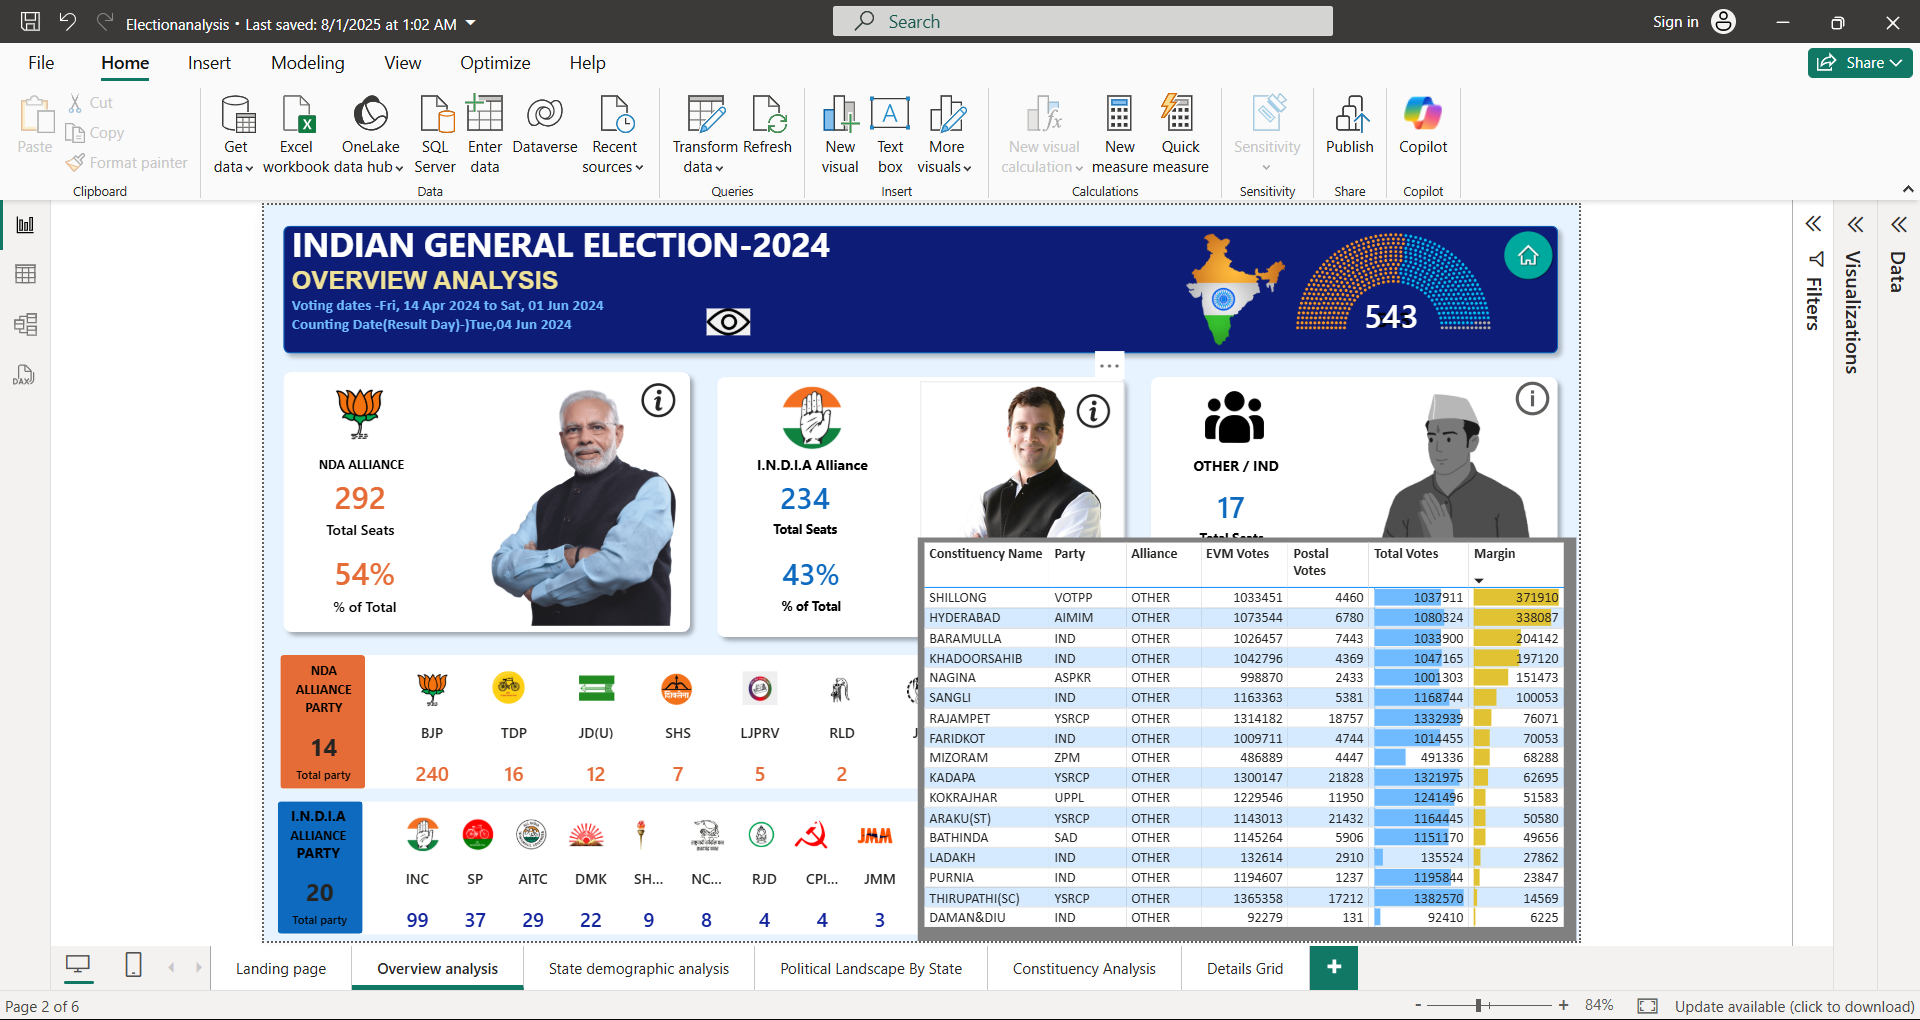 Electionanalysis • Last saved: 8/1/2025 at 1:02 AM
Search
Sign in
File Home Insert Modeling View Optimize Help
Share
Paste
Cut
Copy
Format painter
Clipboard
Get data
Excel workbook
OneLake data hub
SQL Server
Enter data
Dataverse
Recent sources
Data
Transform data
Refresh
Queries
New visual
Text box
More visuals
Insert
New visual calculation
New measure
Quick measure
Calculations
Sensitivity
Sensitivity
Publish
Share
Copilot
Copilot
INDIAN GENERAL ELECTION-2024
OVERVIEW ANALYSIS
Voting dates -Fri, 14 Apr 2024 to Sat, 01 Jun 2024
Counting Date(Result Day)-)Tue,04 Jun 2024
543
Filters
Visualizations
Data
NDA ALLIANCE
292
Total Seats
54%
% of Total
I.N.D.I.A Alliance
234
Total Seats
43%
% of Total
OTHER / IND
17
Total Seats
NDA
ALLIANCE
PARTY
14
Total party
BJP TDP JD(U) SHS LJPRV RLD
240 16 12 7 5 2
I.N.D.I.A
ALLIANCE
PARTY
20
Total party
JMM
INC SP AITC DMK SH... NC... RJD CPI... JMM
99 37 29 22 9 8 4 4 3
Constituency Name Party Alliance EVM Votes Postal Votes Total Votes Margin
SHILLONG VOTPP OTHER 1033451 4460 1037911 371910
HYDERABAD AIMIM OTHER 1073544 6780 1080324 338087
BARAMULLA IND OTHER 1026457 7443 1033900 204142
KHADOORSAHIB IND OTHER 1042796 4369 1047165 197120
NAGINA ASPKR OTHER 998870 2433 1001303 151473
SANGLI IND OTHER 1163363 5381 1168744 100053
RAJAMPET YSRCP OTHER 1314182 18757 1332939 76071
FARIDKOT IND OTHER 1009711 4744 1014455 70053
MIZORAM ZPM OTHER 486889 4447 491336 68288
KADAPA YSRCP OTHER 1300147 21828 1321975 62695
KOKRAJHAR UPPL OTHER 1229546 11950 1241496 51583
ARAKU(ST) YSRCP OTHER 1143013 21432 1164445 50580
BATHINDA SAD OTHER 1145264 5906 1151170 49656
LADAKH IND OTHER 132614 2910 135524 27862
PURNIA IND OTHER 1194607 1237 1195844 23847
THIRUPATHI(SC) YSRCP OTHER 1365358 17212 1382570 14569
DAMAN&DIU IND OTHER 92279 131 92410 6225
Landing page
Overview analysis
State demographic analysis
Political Landscape By State
Constituency Analysis
Details Grid
Page 2 of 6
84%
Update available (click to download)